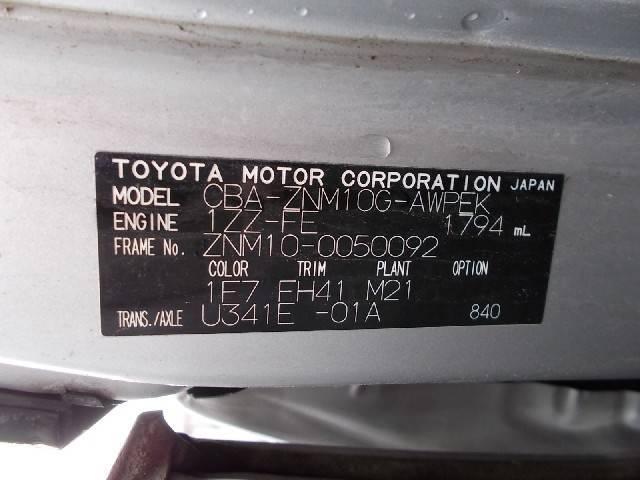 TOYOTA MOTOR CORPORATION JAPAN
MODEL CBA-ZNM10G-AWPEK
ENGINE 1ZZ-FE 1794 mL
FRAME No. ZNM10-0050092
COLOR TRIM PLANT OPTION
1E7 EH41 M21
TRANS./AXLE U341E -01A 840